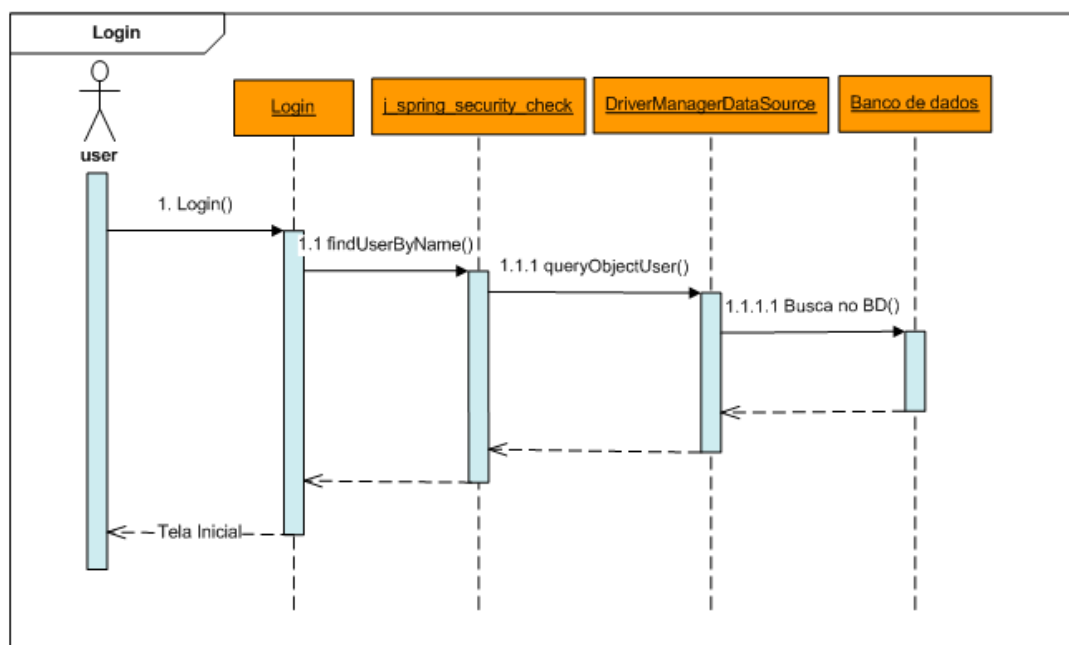 Login
user
Login
j_spring_security_check
DriverManagerDataSource
Banco de dados
1. Login()
1.1 findUserByName()
1.1.1 queryObjectUser()
1.1.1.1 Busca no BD()
Tela Inicial